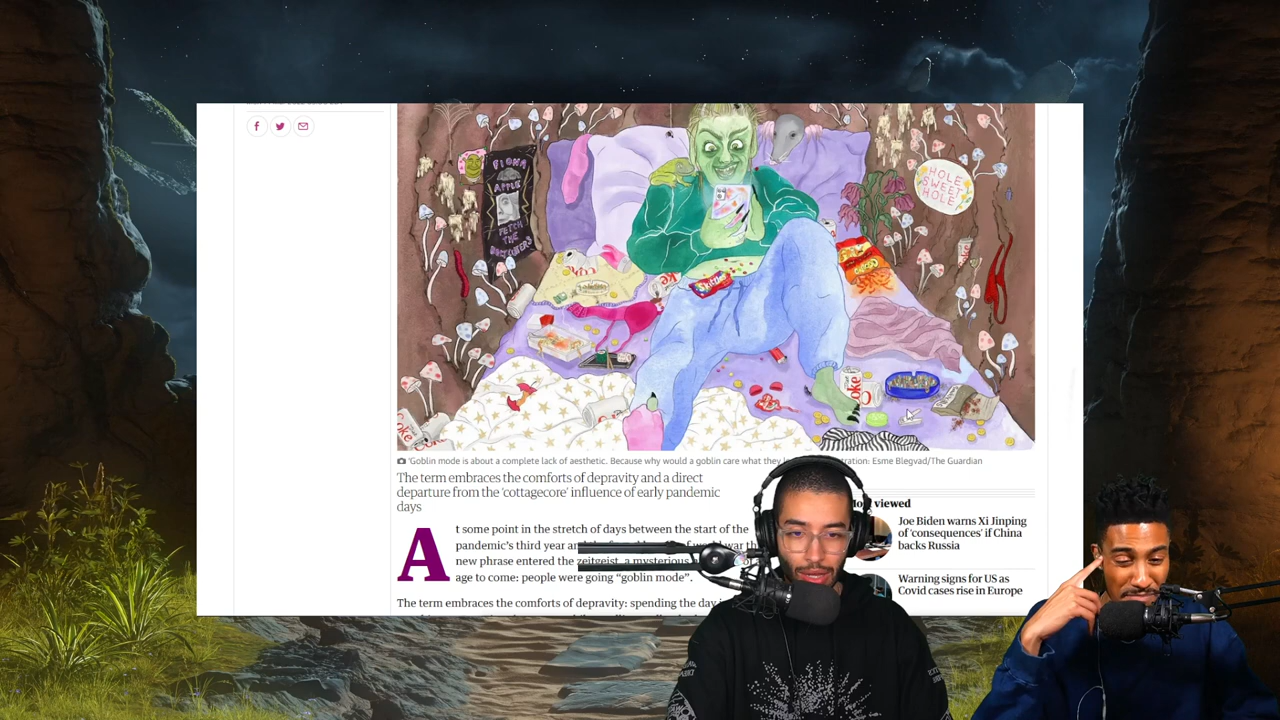 FIONA
APPLE
FETCH
THE
HOLE
SWEET
HOLE
Coke
'Goblin mode is about a complete lack of aesthetic. Because why would a goblin care what they
tration: Esme Blegvad/The Guardian
The term embraces the comforts of depravity and a direct
departure from the 'cottagecore' influence of early pandemic
days
At some point in the stretch of days between the start of the
pandemic's third year
new phrase entered the zeitgeist, a mysterious
age to come: people were going "goblin mode".
The term embraces the comforts of depravity: spending the day
viewed
Joe Biden warns Xi Jinping
of 'consequences' if China
backs Russia
Warning signs for US as
Covid cases rise in Europe